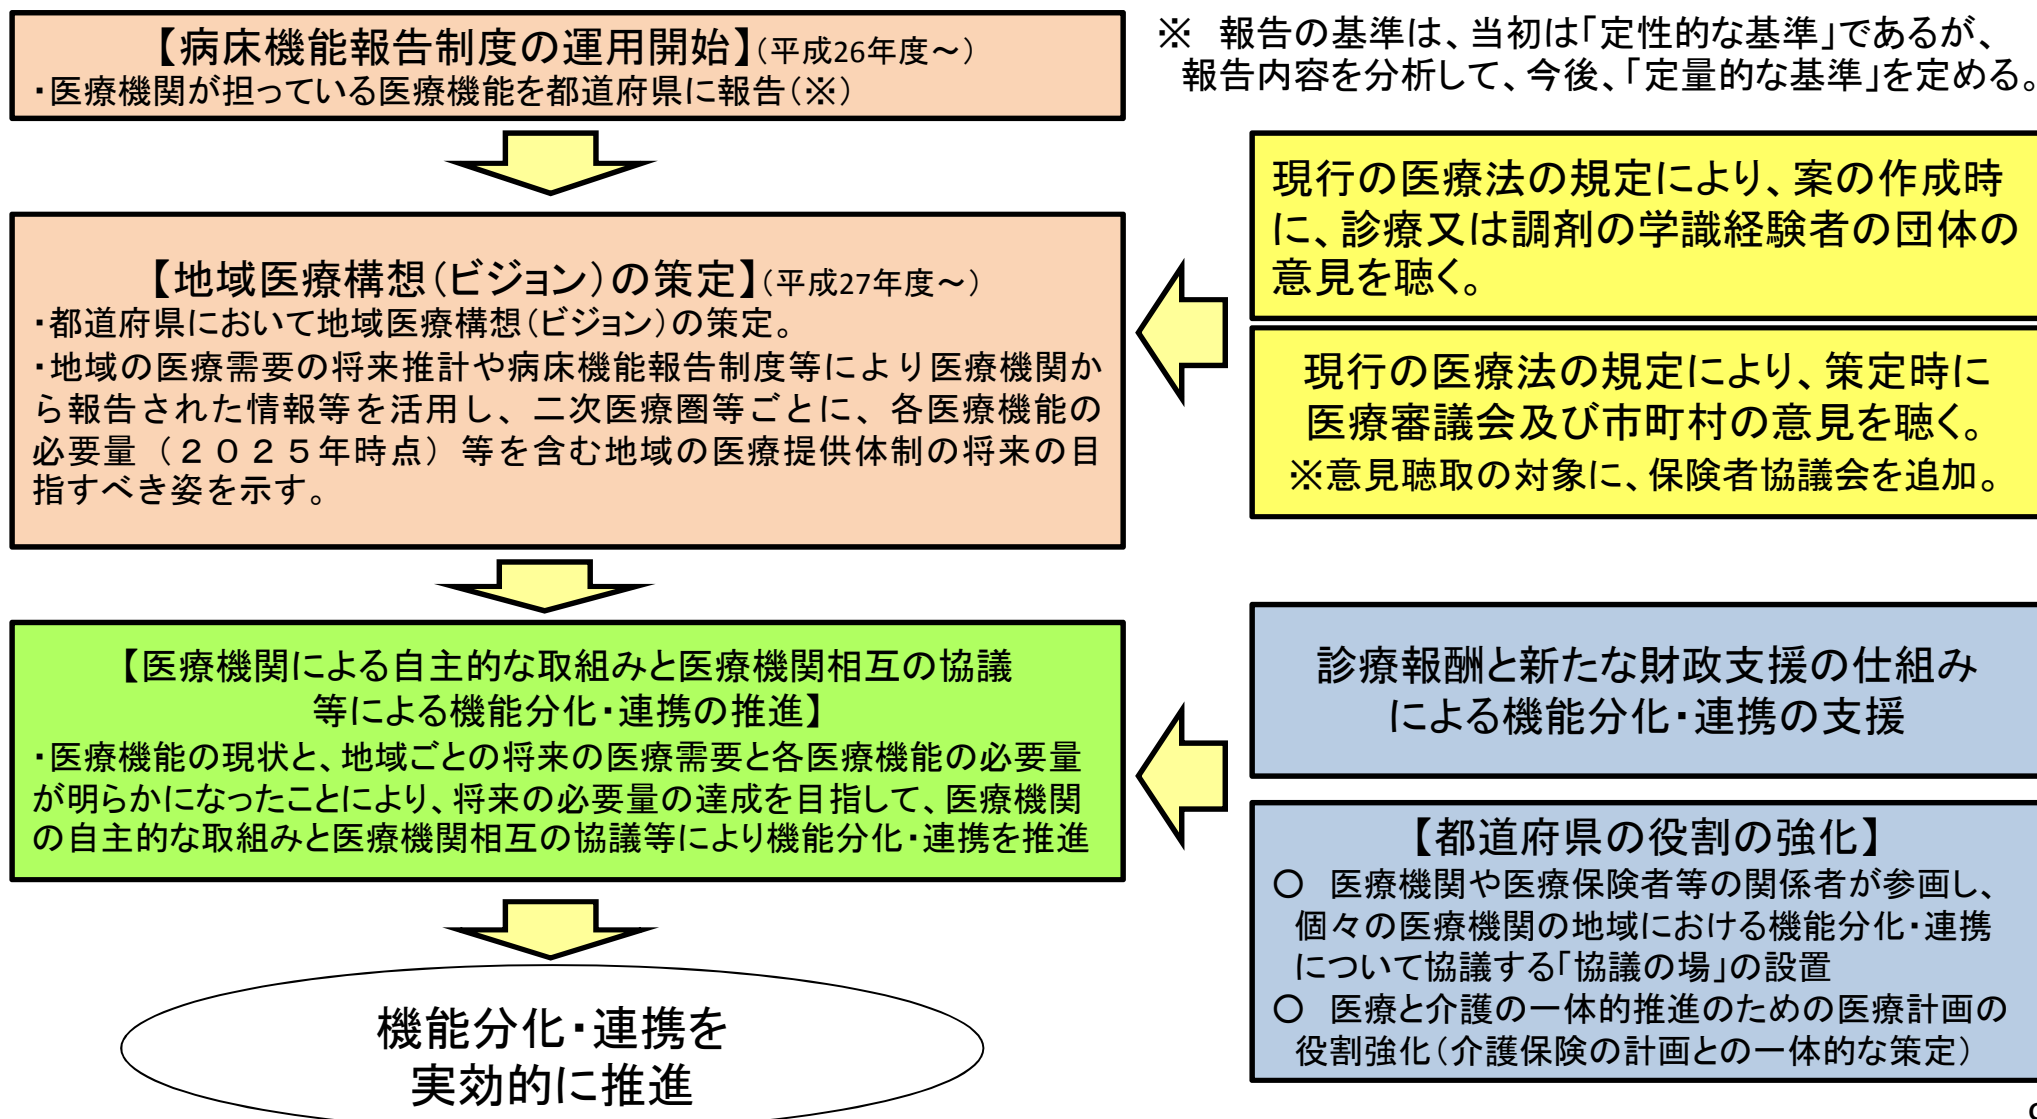 【病床機能報告制度の運用開始】(平成26年度～)
・医療機関が担っている医療機能を都道府県に報告(※)
※　報告の基準は、当初は「定性的な基準」であるが、
報告内容を分析して、今後、「定量的な基準」を定める。
【地域医療構想(ビジョン)の策定】(平成27年度～)
・都道府県において地域医療構想(ビジョン)の策定。
・地域の医療需要の将来推計や病床機能報告制度等により医療機関か
ら報告された情報等を活用し、二次医療圏等ごとに、各医療機能の
必要量（２０２５年時点）等を含む地域の医療提供体制の将来の目
指すべき姿を示す。
現行の医療法の規定により、案の作成時
に、診療又は調剤の学識経験者の団体の
意見を聴く。
現行の医療法の規定により、策定時に
医療審議会及び市町村の意見を聴く。
※意見聴取の対象に、保険者協議会を追加。
【医療機関による自主的な取組みと医療機関相互の協議
等による機能分化・連携の推進】
・医療機能の現状と、地域ごとの将来の医療需要と各医療機能の必要量
が明らかになったことにより、将来の必要量の達成を目指して、医療機関
の自主的な取組みと医療機関相互の協議等により機能分化・連携を推進
診療報酬と新たな財政支援の仕組み
による機能分化・連携の支援
【都道府県の役割の強化】
○　医療機関や医療保険者等の関係者が参画し、
個々の医療機関の地域における機能分化・連携
について協議する「協議の場」の設置
○　医療と介護の一体的推進のための医療計画の
役割強化(介護保険の計画との一体的な策定)
機能分化・連携を
実効的に推進